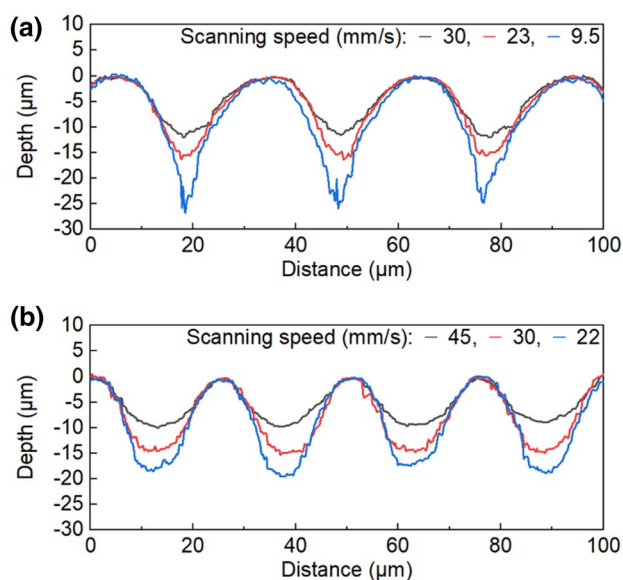 (a)
Scanning speed (mm/s): 30, 23, 9.5
10
5
0
-5
-10
-15
-20
-25
-30
Depth (µm)
0 20 40 60 80 100
Distance (µm)
(b)
Scanning speed (mm/s): 45, 30, 22
10
5
0
-5
-10
-15
-20
-25
-30
Depth (µm)
0 20 40 60 80 100
Distance (µm)